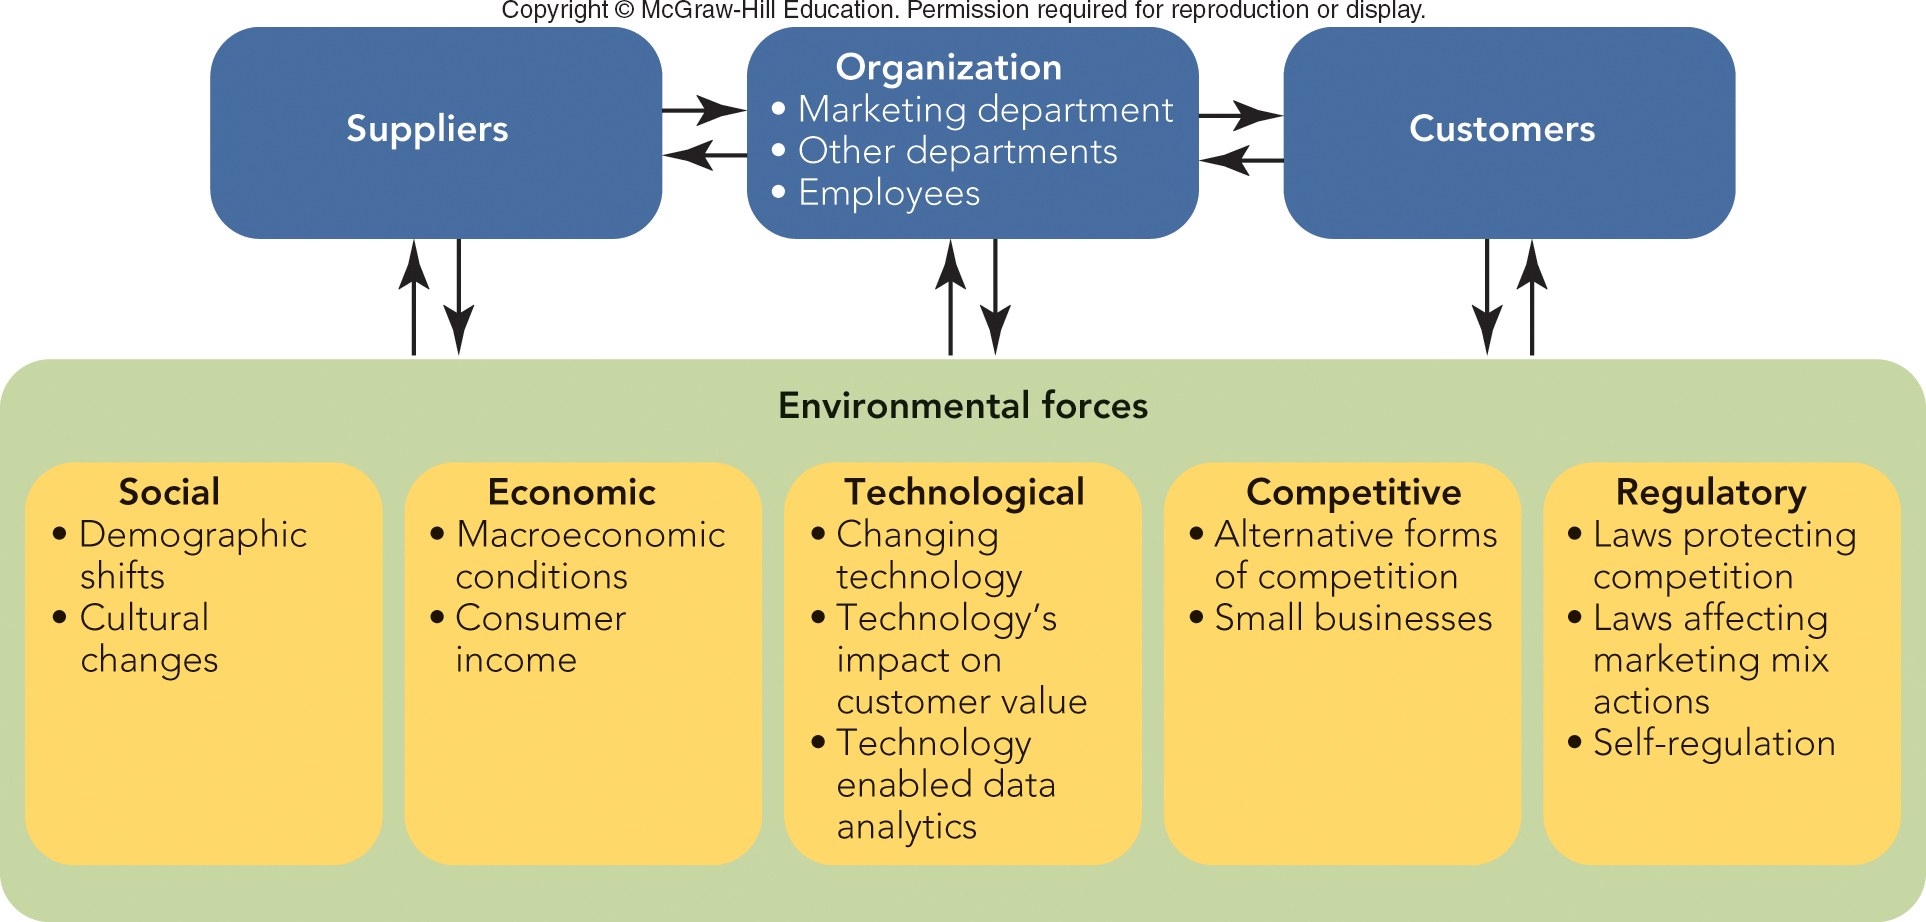 Copyright © McGraw-Hill Education. Permission required for reproduction or display.
Suppliers
Organization
• Marketing department
• Other departments
• Employees
Customers
Environmental forces
Social
• Demographic
shifts
• Cultural
changes
Economic
• Macroeconomic
conditions
• Consumer
income
Technological
• Changing
technology
• Technology’s
impact on
customer value
• Technology
enabled data
analytics
Competitive
• Alternative forms
of competition
• Small businesses
Regulatory
• Laws protecting
competition
• Laws affecting
marketing mix
actions
• Self-regulation